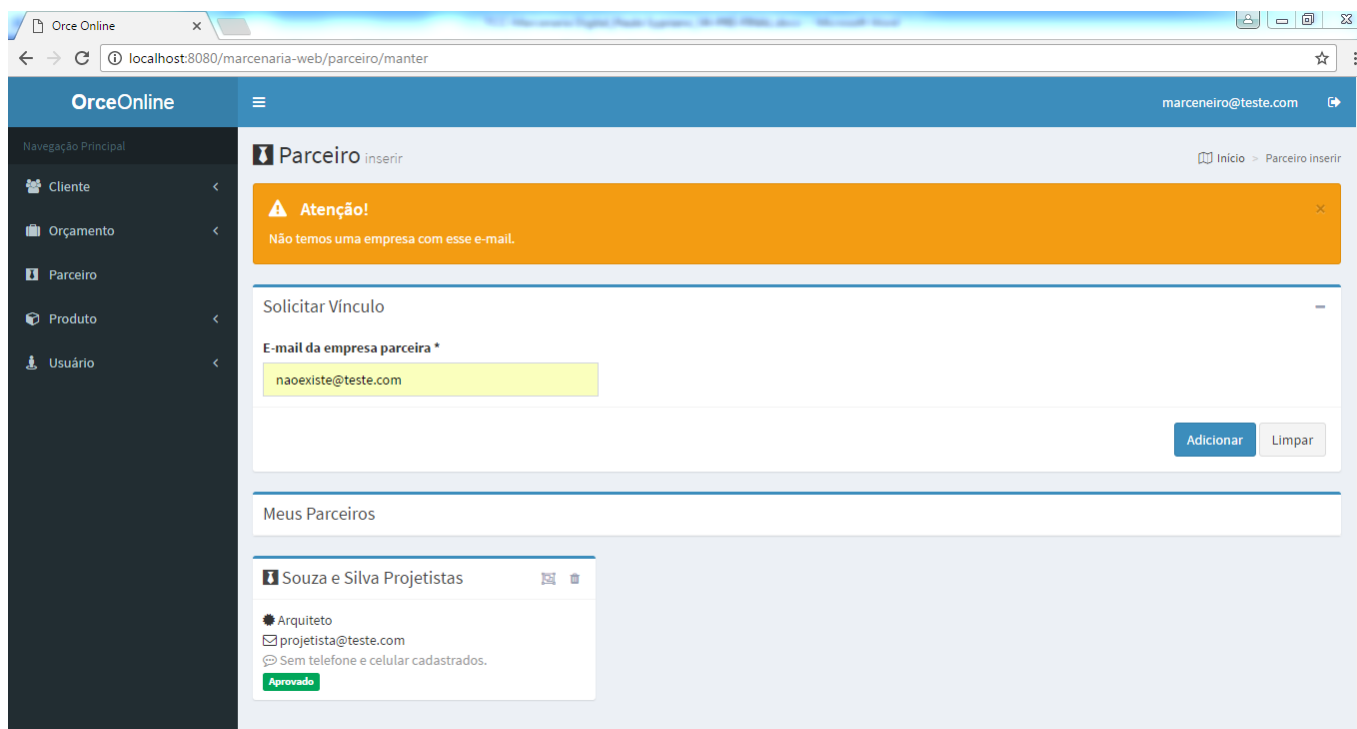 Orce Online
localhost:8080/marcenaria-web/parceiro/manter
OrceOnline
marceneiro@teste.com
Navegação Principal
Cliente
Orçamento
Parceiro
Produto
Usuário
Parceiro inserir
Início > Parceiro inserir
Atenção!
Não temos uma empresa com esse e-mail.
Solicitar Vínculo
E-mail da empresa parceira *
naoexiste@teste.com
Adicionar Limpar
Meus Parceiros
Souza e Silva Projetistas
Arquiteto
projetista@teste.com
Sem telefone e celular cadastrados.
Aprovado